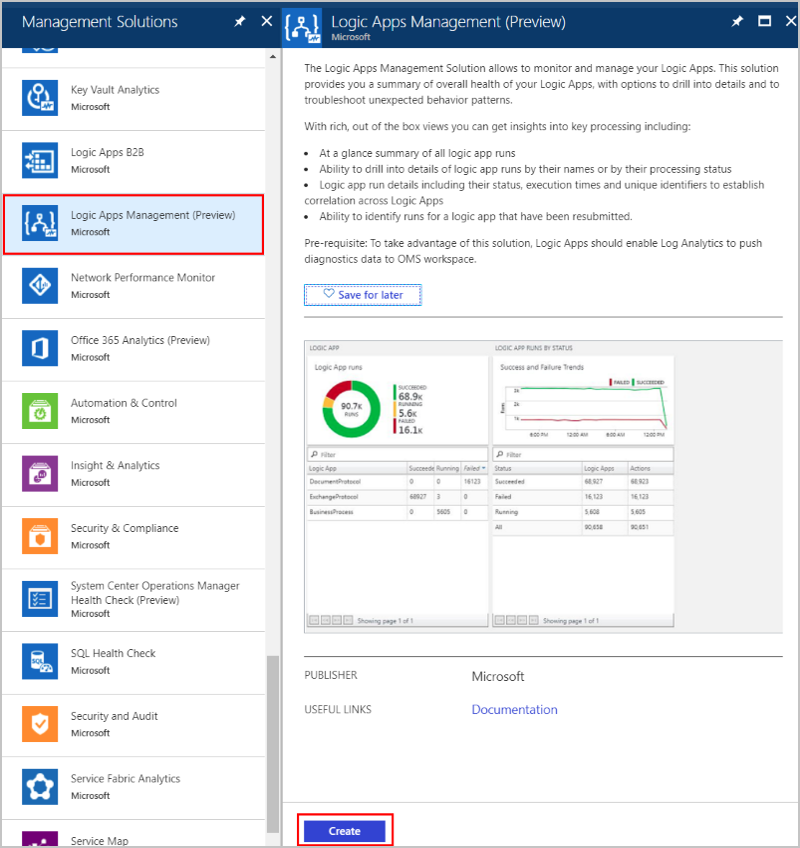 Management Solutions
Logic Apps Management (Preview)
Microsoft
Key Vault Analytics
Microsoft
Logic Apps B2B
Microsoft
Logic Apps Management (Preview)
Microsoft
Network Performance Monitor
Microsoft
Office 365 Analytics (Preview)
Microsoft
Automation & Control
Microsoft
Insight & Analytics
Microsoft
Security & Compliance
Microsoft
System Center Operations Manager
Health Check (Preview)
Microsoft
SQL
SQL Health Check
Microsoft
Security and Audit
Microsoft
Service Fabric Analytics
Microsoft
Service Map
The Logic Apps Management Solution allows to monitor and manage your Logic Apps. This solution
provides you a summary of overall health of your Logic Apps, with options to drill into details and to
troubleshoot unexpected behavior patterns.
With rich, out of the box views you can get insights into key processing including:
• At a glance summary of all logic app runs
• Ability to drill into details of logic app runs by their names or by their processing status
• Logic app run details including their status, execution times and unique identifiers to establish
correlation across Logic Apps
• Ability to identify runs for a logic app that have been resubmitted.
Pre-requisite: To take advantage of this solution, Logic Apps should enable Log Analytics to push
diagnostics data to OMS workspace.
Save for later
LOGIC APP
Logic App runs
90.7K
RUNS
SUCCEEDED
68.9K
RUNNING
5.6K
FAILED
16.1K
Filter
Logic App Succeede Running Failed
DocumentProtocol 0 0 16123
ExchangeProtocol 68927 3 0
BusinessProcess 0 5605 0
Showing page 1 of 1
LOGIC APP RUNS BY STATUS
Success and Failure Trends
FAILED SUCCEEDED
Runs
3k
2k
1k
6:00 PM 12:00 AM 6:00 AM 12:00 PM
Filter
Status Logic Apps Actions
Succeeded 68,927 68,923
Failed 16,123 16,123
Running 5,608 5,605
All 90,658 90,651
Showing page 1 of 1
PUBLISHER Microsoft
USEFUL LINKS Documentation
Create